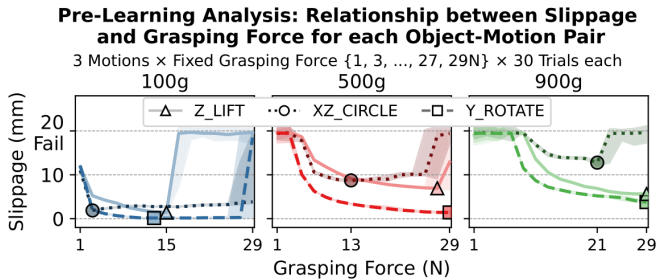 Pre-Learning Analysis: Relationship between Slippage
and Grasping Force for each Object-Motion Pair
3 Motions × Fixed Grasping Force {1, 3, ..., 27, 29N} × 30 Trials each
100g 500g 900g
Z_LIFT XZ_CIRCLE Y_ROTATE
Slippage (mm)
20
Fail
10
0
1 15 29 1 13 29 1 21 29
Grasping Force (N)